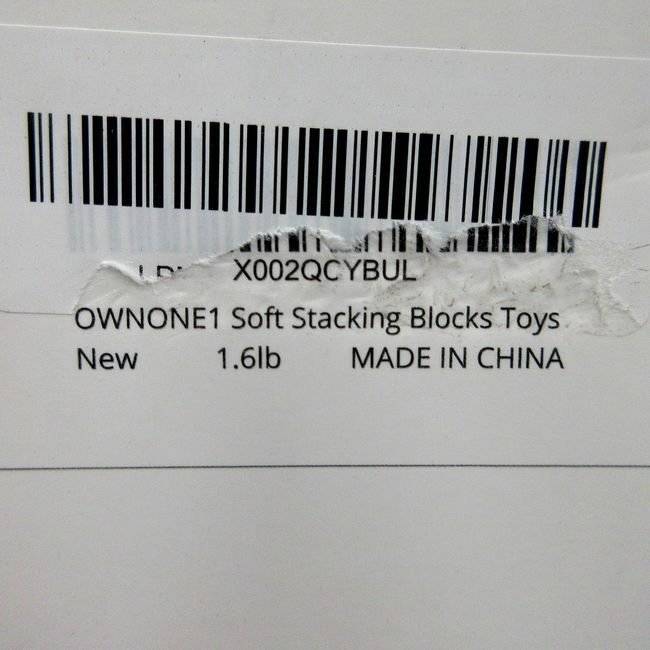 X002QCYBUL
OWNONE1 Soft Stacking Blocks Toys
New 1.6lb MADE IN CHINA